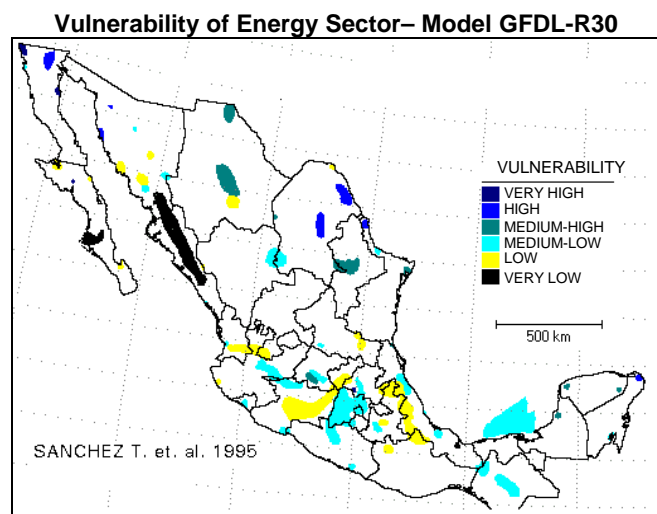 Vulnerability of Energy Sector– Model GFDL-R30
VULNERABILITY
VERY HIGH
HIGH
MEDIUM-HIGH
MEDIUM-LOW
LOW
VERY LOW
500 km
SANCHEZ T. et. al. 1995